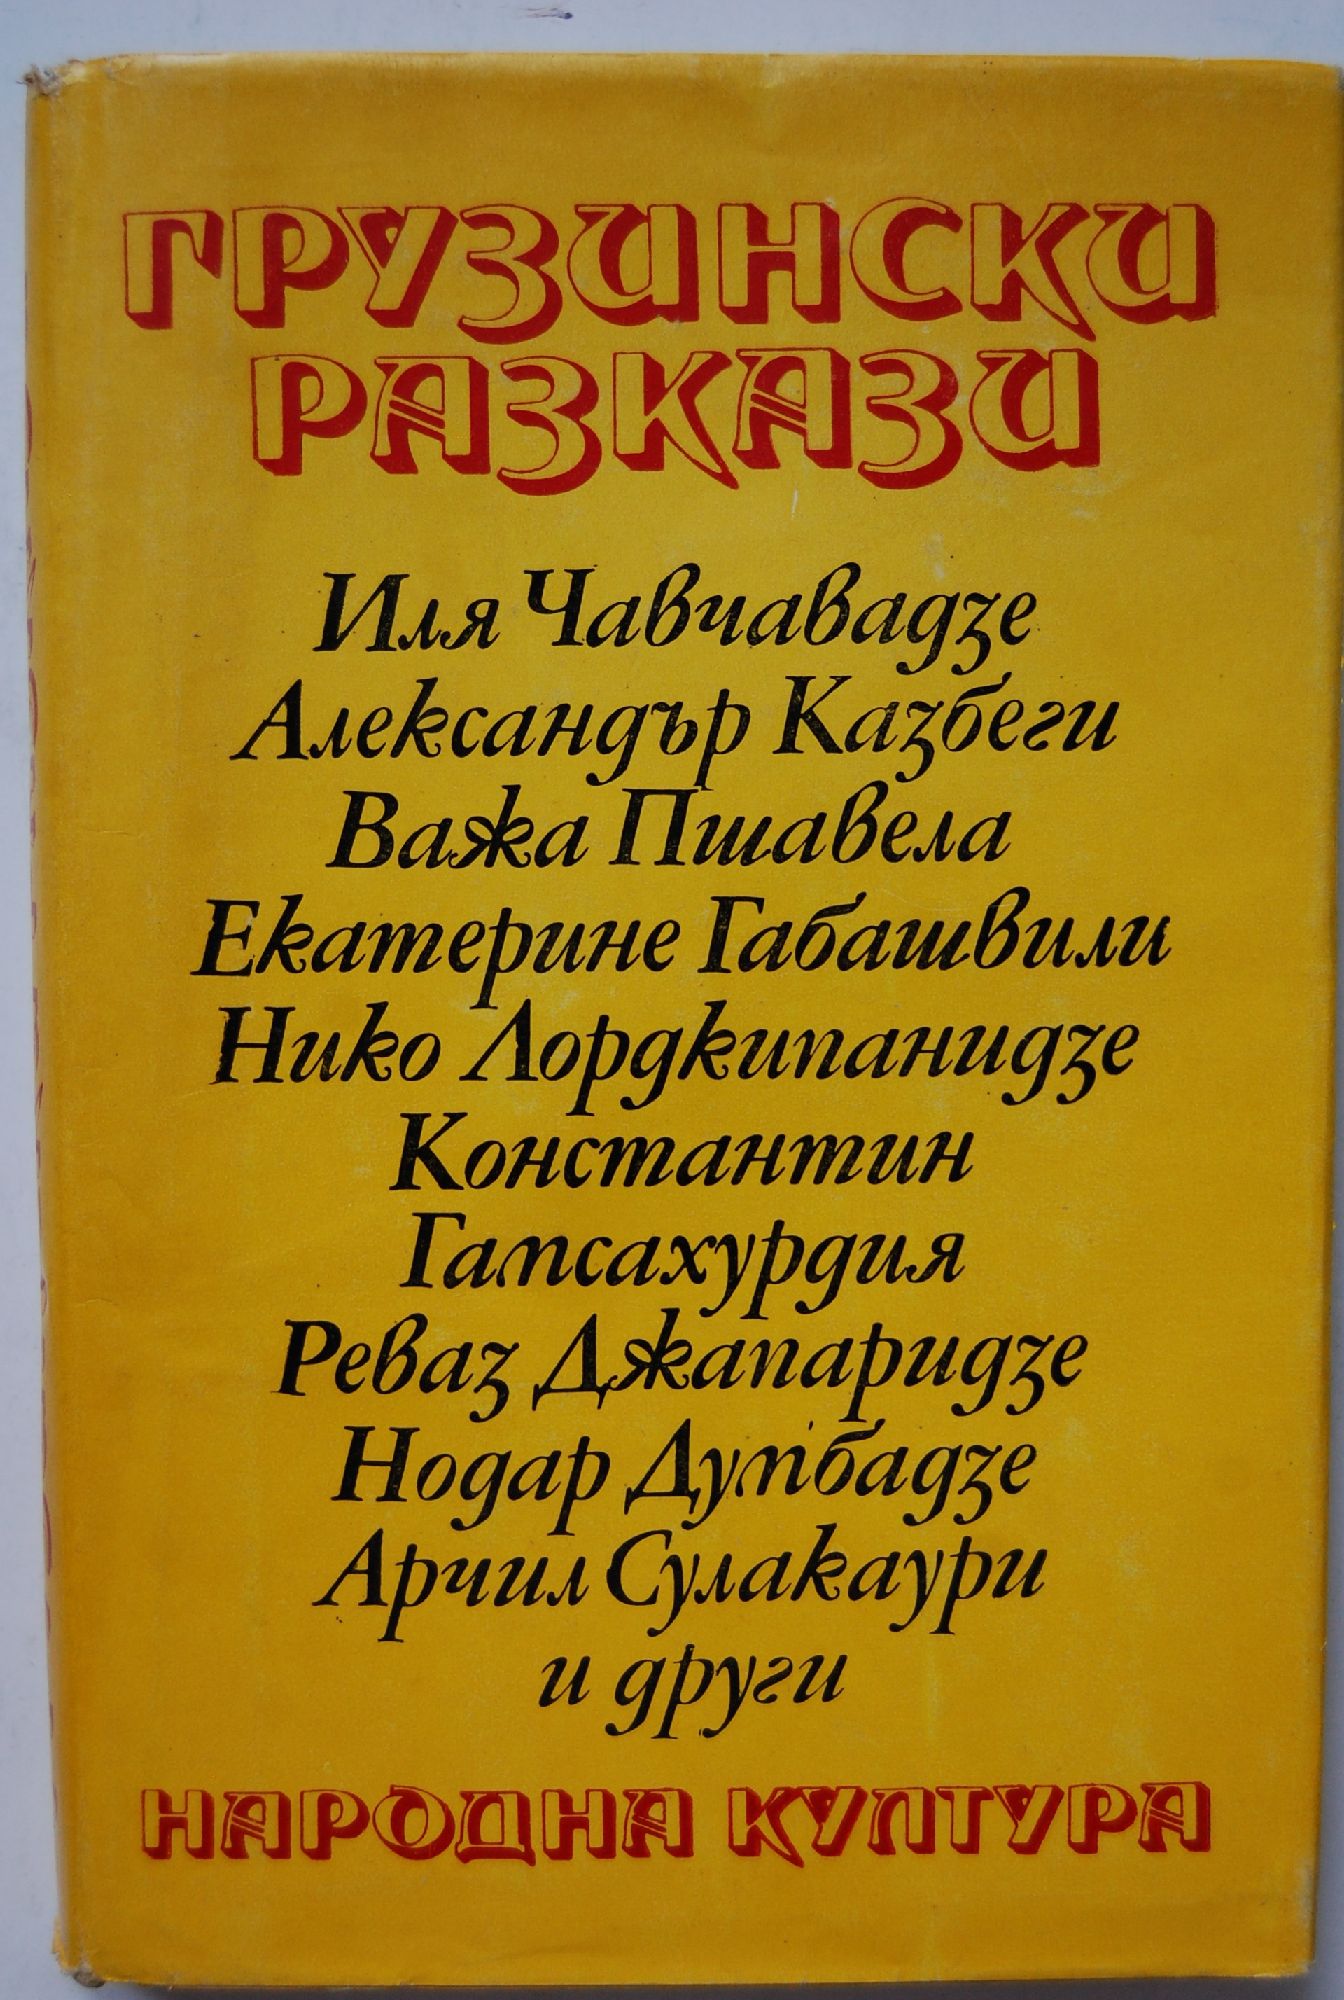 ГРУЗИНСКИ
РАЗКАЗИ
Иля Чавчавадзе
Александър Казбеги
Важа Пшавела
Екатерине Габашвили
Нико Лордкипанидзе
Константин
Гамсахурдия
Реваз Джапаридзе
Нодар Думбадзе
Арчил Сулакаури
и други
НАРОДНА КУЛТУРА